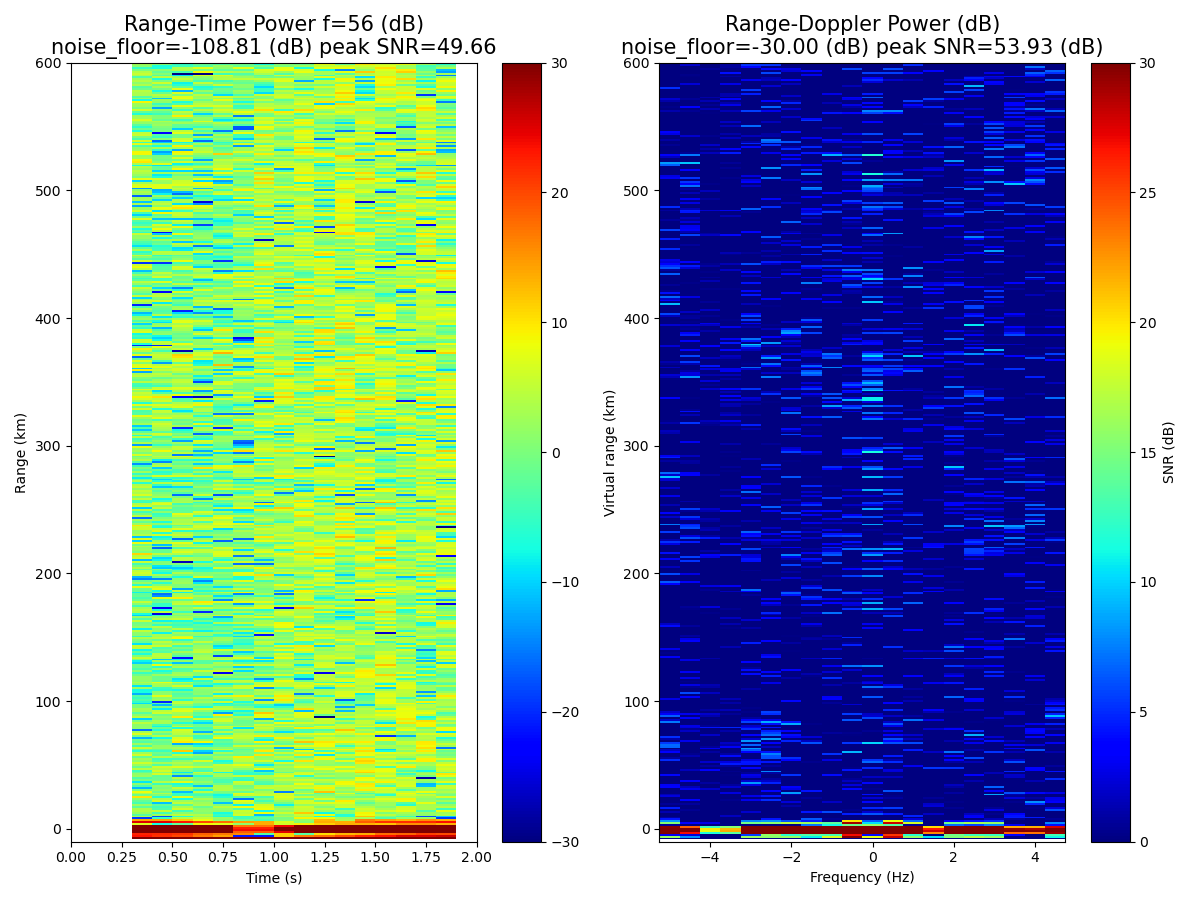 Range-Time Power f=56 (dB)
noise_floor=-108.81 (dB) peak SNR=49.66
600
500
400
300
200
100
0
Range (km)
0.00 0.25 0.50 0.75 1.00 1.25 1.50 1.75 2.00
Time (s)
30
20
10
0
−10
−20
−30
Range-Doppler Power (dB)
noise_floor=-30.00 (dB) peak SNR=53.93 (dB)
600
500
400
300
200
100
0
Virtual range (km)
−4 −2 0 2 4
Frequency (Hz)
30
25
20
15
10
5
0
SNR (dB)